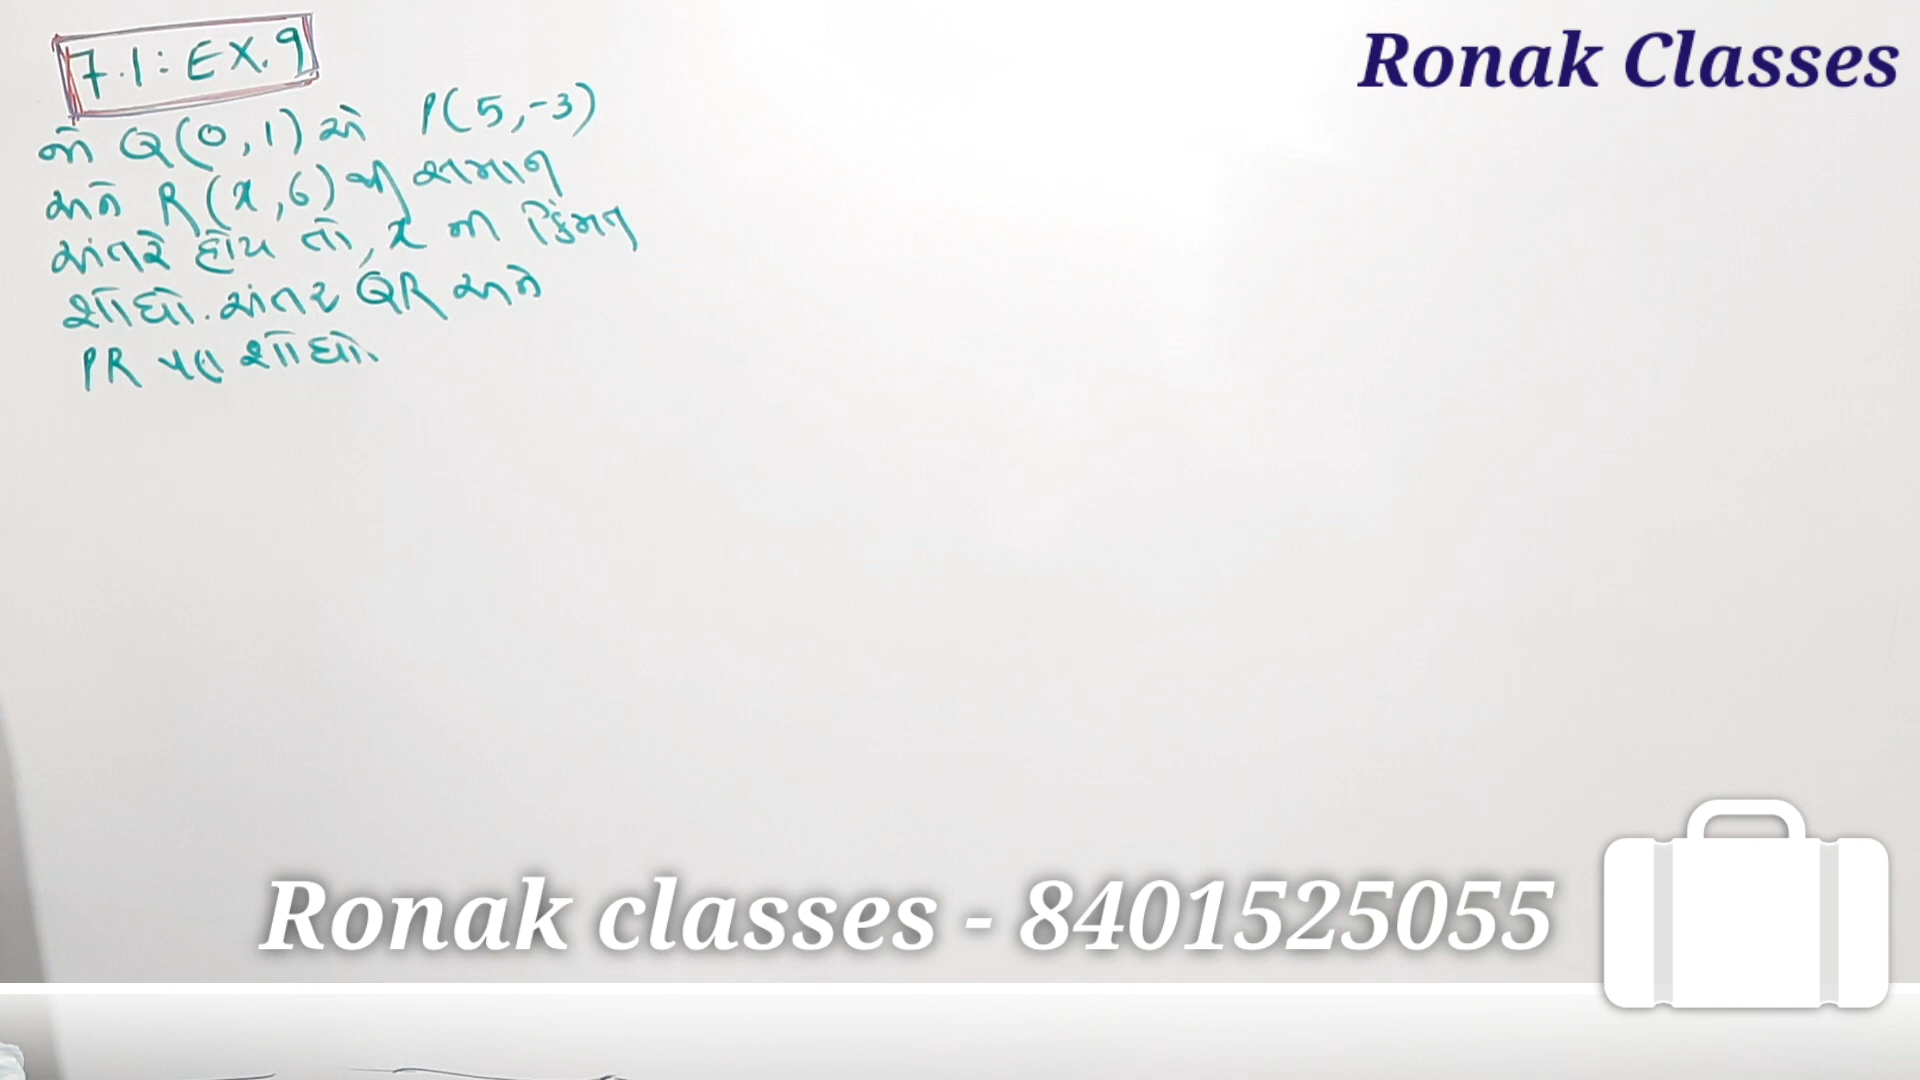 7.1: EX.9
Ronak Classes
જો Q(0,1) એ P(5,-3)
અને R(x,6) થી સમાન
અંતરે હોય તો, x ની કિંમત
શોધો. અંતર QR અને
PR પણ શોધો.
Ronak classes - 8401525055